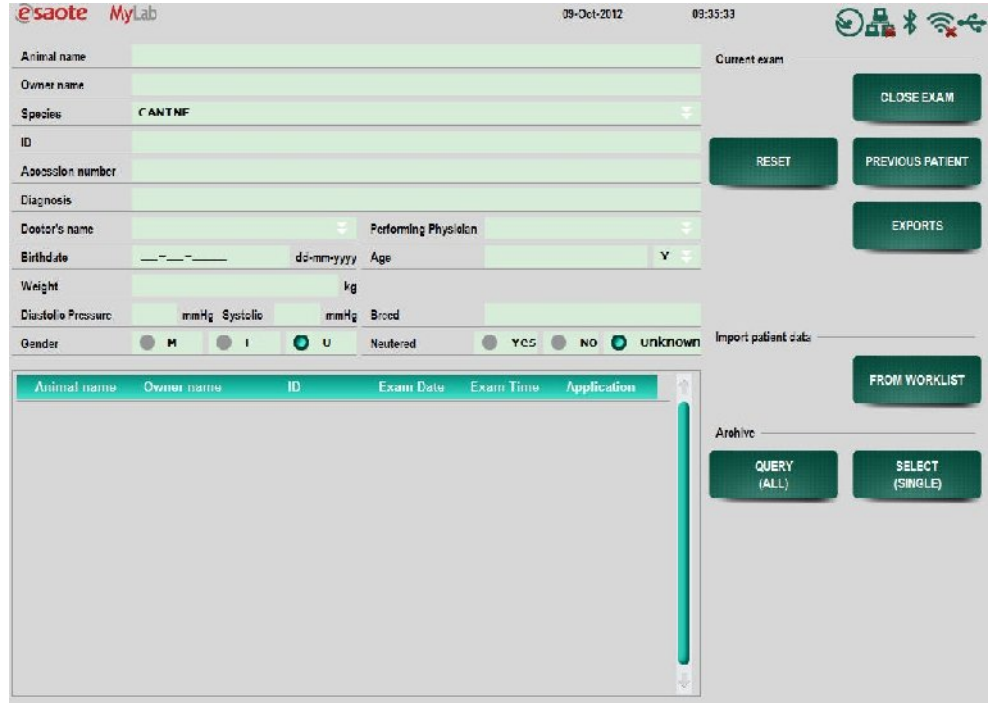 esaote MyLab 09-Oct-2012 09:35:33
Animal name
Current exam
Owner name
CLOSE EXAM
Species CANINE
ID
RESET PREVIOUS PATIENT
Accession number
Diagnosis
EXPORTS
Doctor's name Performing Physician
Birthdate __-__-____ dd-mm-yyyy Age Y
Weight kg
Diastolic Pressure mmHg Systolic mmHg Breed
Gender M F U Neutered Yes No Unknown
Import patient data
FROM WORKLIST
Animal name Owner name ID Exam Date Exam Time Application
Archive
QUERY (ALL)
SELECT (SINGLE)